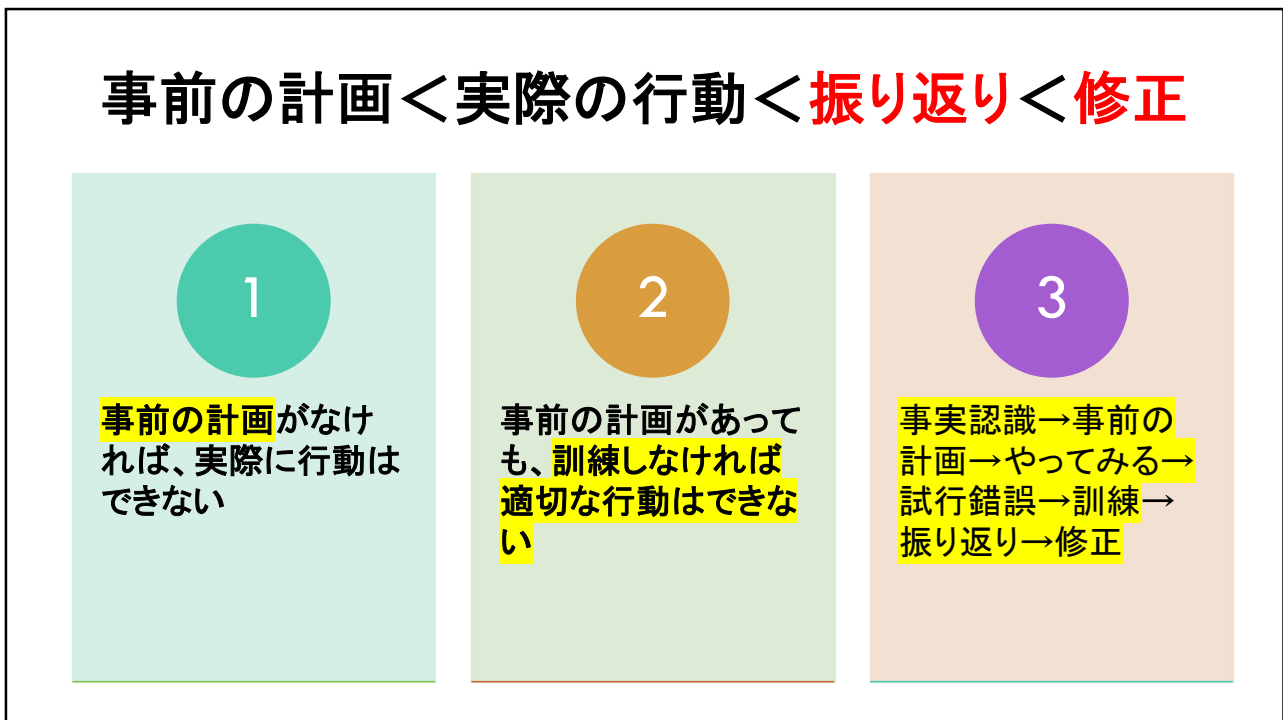 事前の計画＜実際の行動＜振り返り＜修正
1
事前の計画がなけ
れば、実際に行動は
できない
2
事前の計画があって
も、訓練しなければ
適切な行動はできな
い
3
事実認識→事前の
計画→やってみる→
試行錯誤→訓練→
振り返り→修正